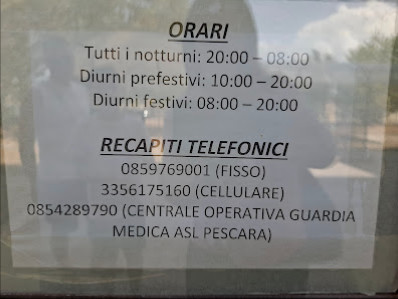 ORARI
Tutti i notturni: 20:00 – 08:00
Diurni prefestivi: 10:00 – 20:00
Diurni festivi: 08:00 – 20:00
RECAPITI TELEFONICI
0859769001 (FISSO)
3356175160 (CELLULARE)
0854289790 (CENTRALE OPERATIVA GUARDIA
MEDICA ASL PESCARA)